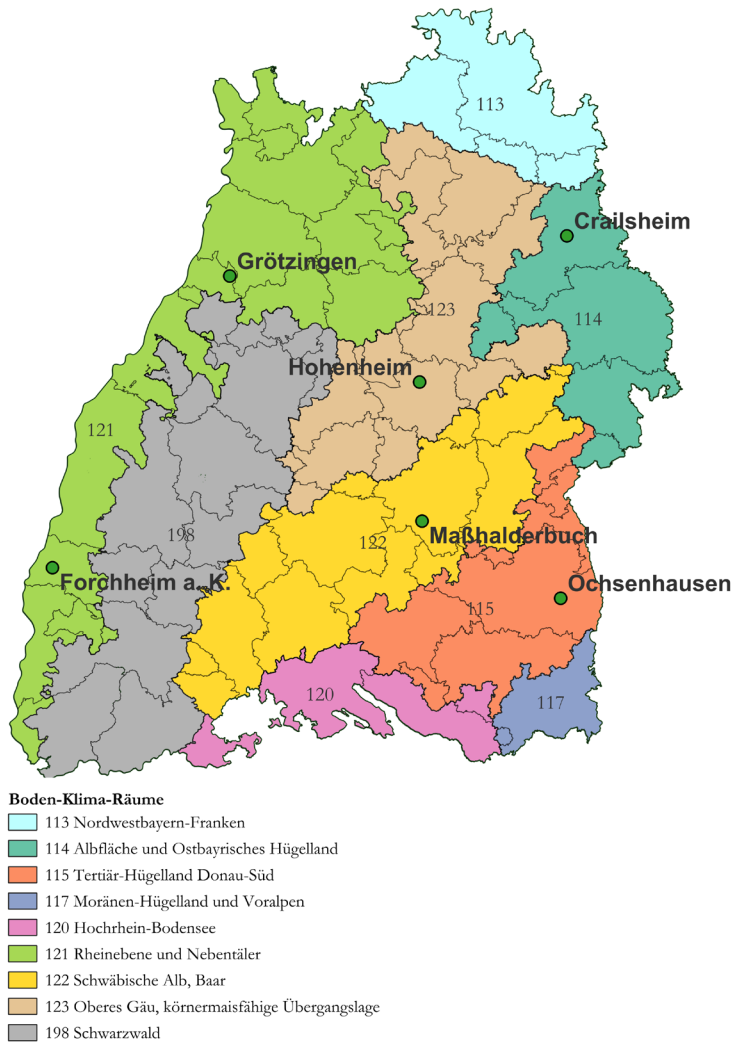 113
Crailsheim
Grötzingen
123
114
Hohenheim
121
198
122
Maßhalderbuch
Forchheim a. K.
Ochsenhausen
115
120
117
Boden-Klima-Räume
113 Nordwestbayern-Franken
114 Albfläche und Ostbayrisches Hügelland
115 Tertiär-Hügelland Donau-Süd
117 Moränen-Hügelland und Voralpen
120 Hochrhein-Bodensee
121 Rheinebene und Nebentäler
122 Schwäbische Alb, Baar
123 Oberes Gäu, körnermaisfähige Übergangslage
198 Schwarzwald